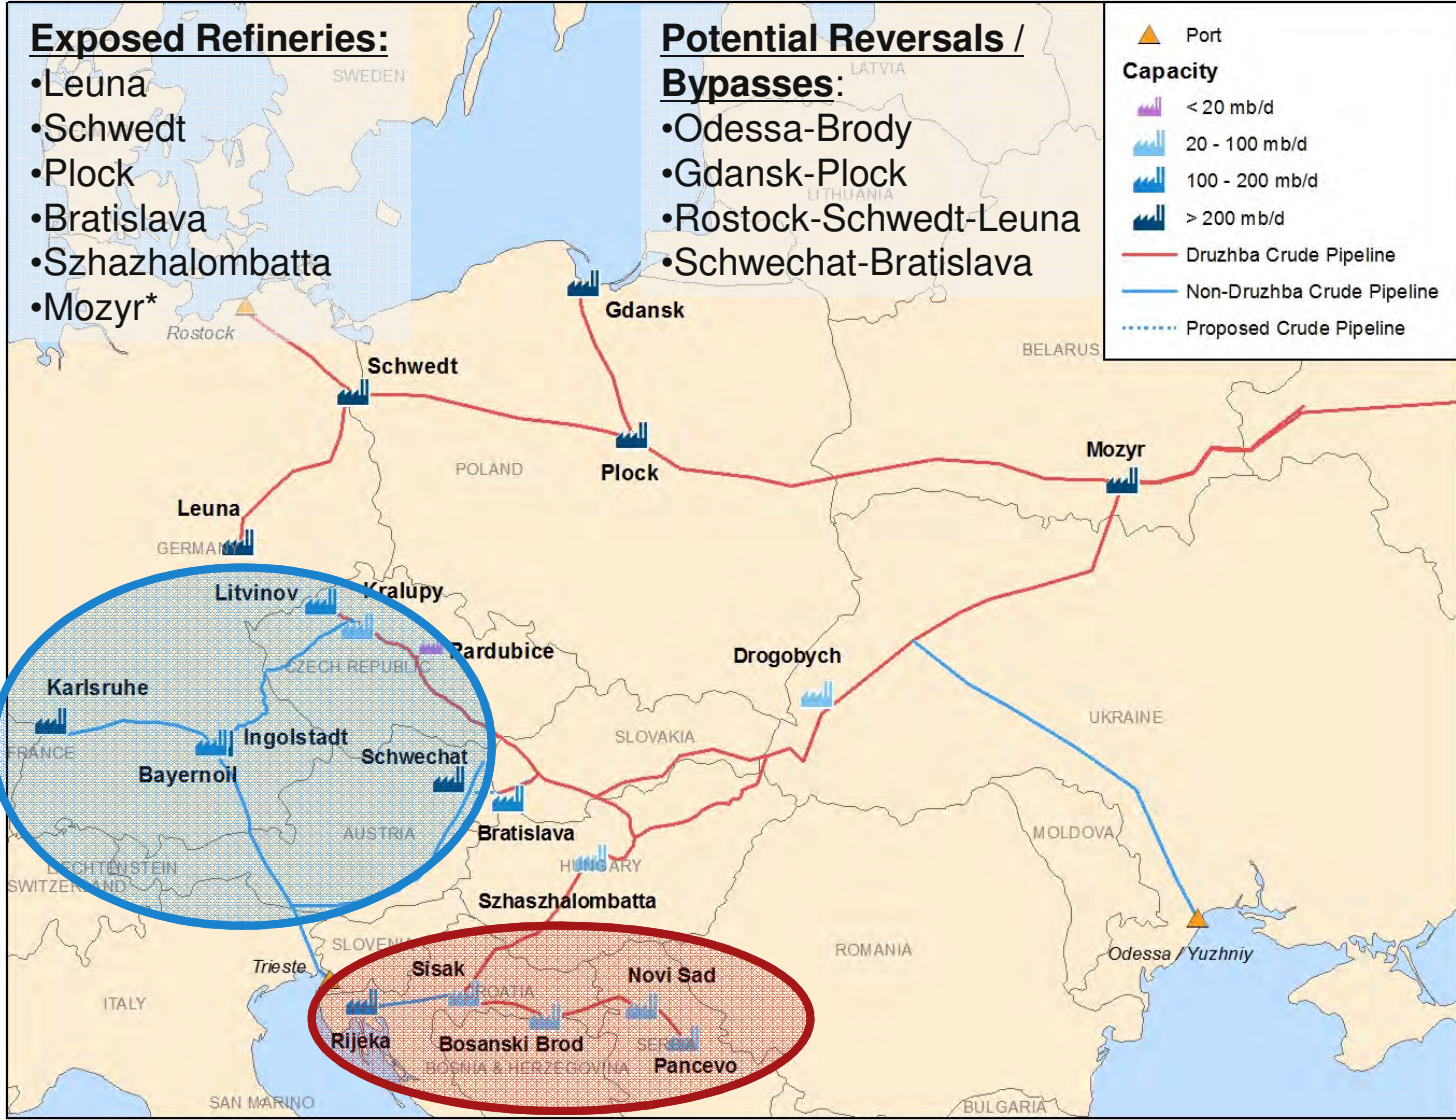 Exposed Refineries:
•Leuna
•Schwedt
•Plock
•Bratislava
•Szhazhalombatta
•Mozyr*
Potential Reversals /
Bypasses:
•Odessa-Brody
•Gdansk-Plock
•Rostock-Schwedt-Leuna
•Schwechat-Bratislava
Port
Capacity
< 20 mb/d
20 - 100 mb/d
100 - 200 mb/d
> 200 mb/d
Druzhba Crude Pipeline
Non-Druzhba Crude Pipeline
Proposed Crude Pipeline
SWEDEN
LATVIA
LITHUANIA
Rostock
Gdansk
BELARUS
Schwedt
Mozyr
POLAND
Plock
Leuna
GERMANY
Litvinov
Kralupy
Pardubice
CZECH REPUBLIC
Drogobych
Karlsruhe
FRANCE
Ingolstadt
Bayernoil
Schwechat
SLOVAKIA
UKRAINE
Bratislava
AUSTRIA
MOLDOVA
LIECHTENSTEIN
SWITZERLAND
HUNGARY
Szhaszhalombatta
SLOVENIA
ROMANIA
Odessa / Yuzhniy
Trieste
Sisak
Novi Sad
CROATIA
ITALY
Rijeka
Bosanski Brod
SERBIA
Pancevo
BOSNIA & HERZEGOVINA
SAN MARINO
BULGARIA